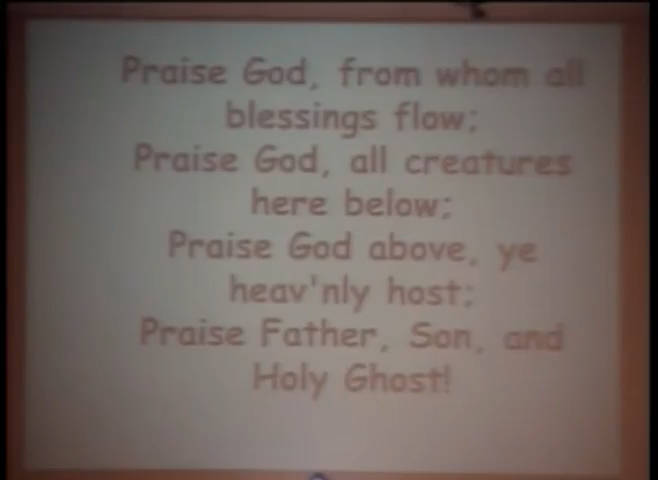 Praise God, from whom all
blessings flow;
Praise God, all creatures
here below;
Praise God above, ye
heav'nly host;
Praise Father, Son, and
Holy Ghost!